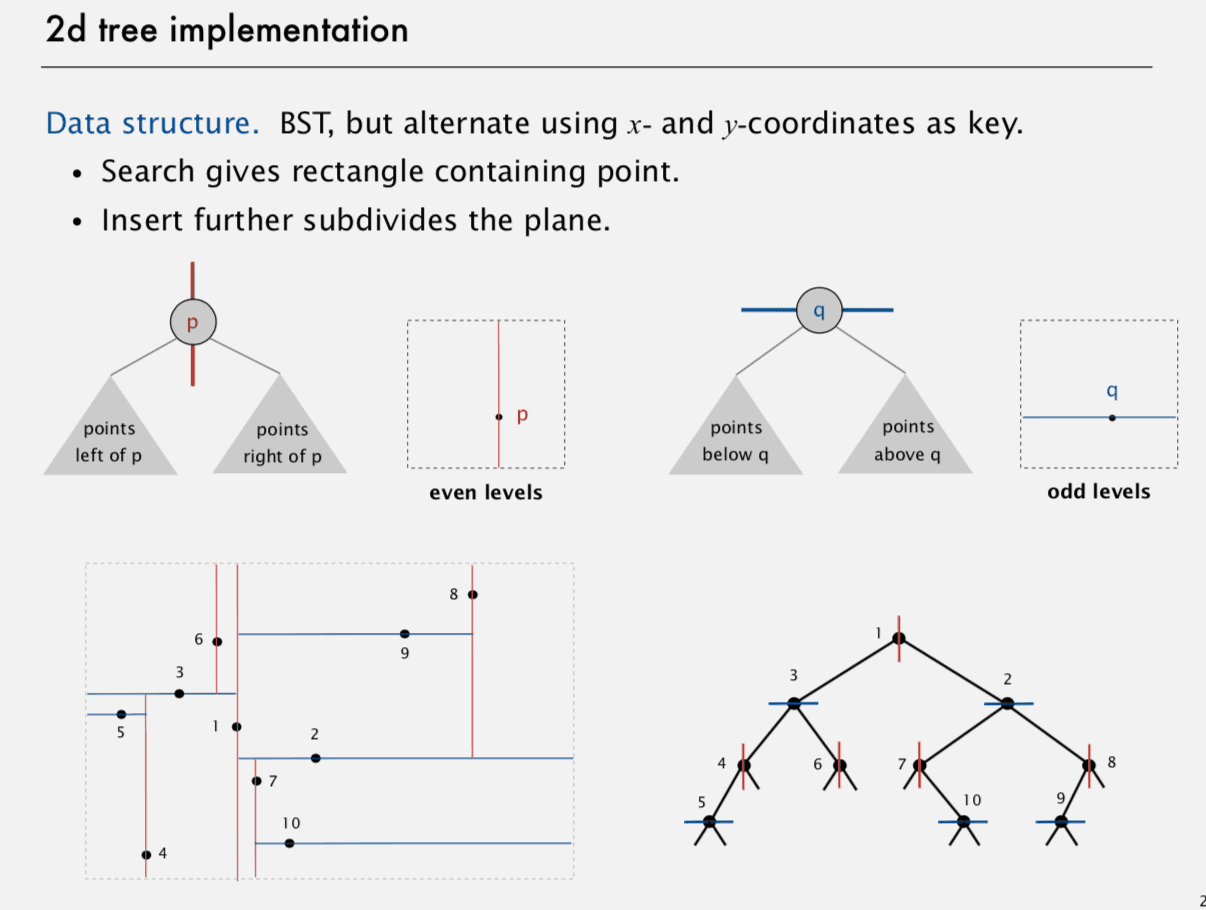 2d tree implementation
Data structure. BST, but alternate using x- and y-coordinates as key.
• Search gives rectangle containing point.
• Insert further subdivides the plane.
p
points
left of p
points
right of p
p
even levels
q
points
below q
points
above q
q
odd levels
8
6
9
3
5
1
2
7
10
4
1
3
2
4
6
7
8
5
10
9
2